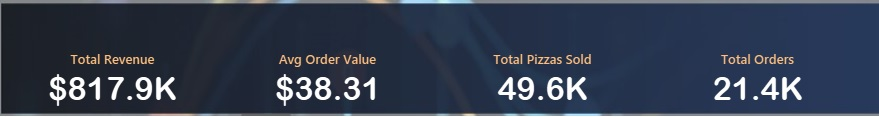 Total Revenue
$817.9K
Avg Order Value
$38.31
Total Pizzas Sold
49.6K
Total Orders
21.4K